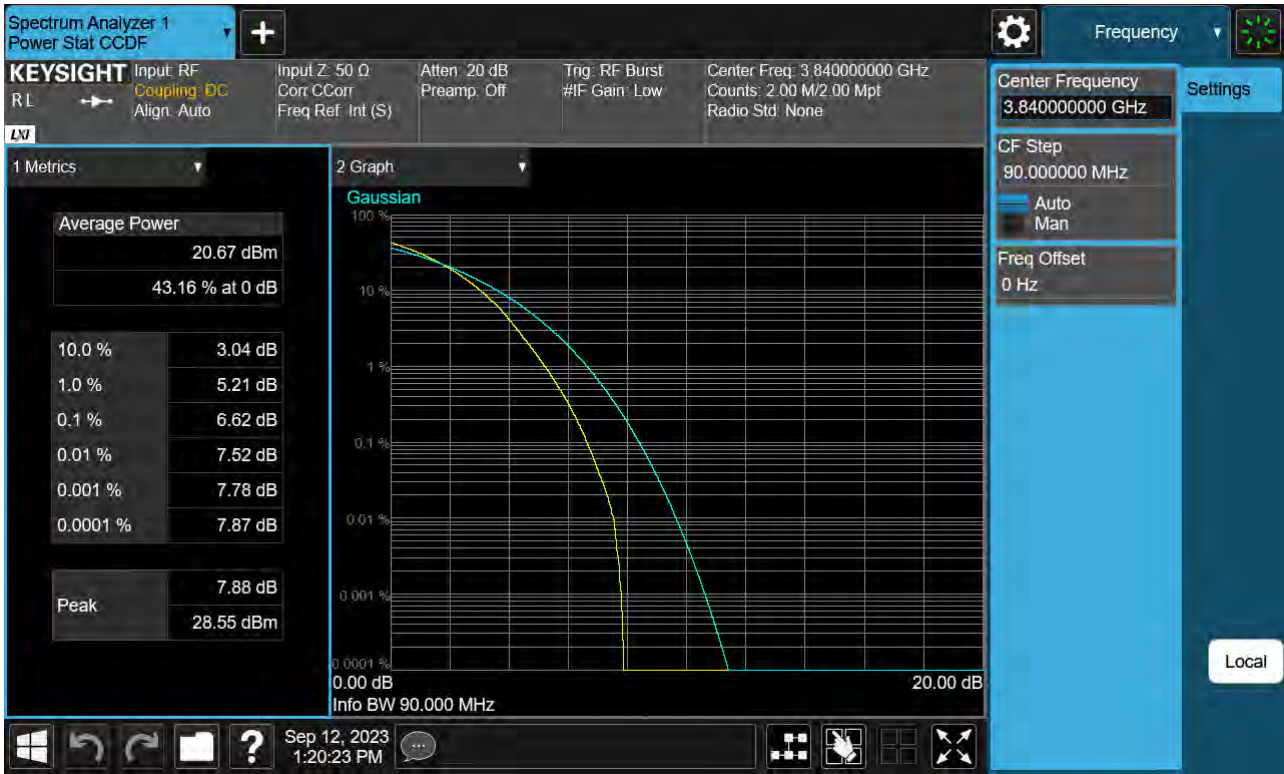 Spectrum Analyzer 1
Power Stat CCDF
+
Frequency
KEYSIGHT
RL
LXI
Input: RF
Coupling: DC
Align: Auto
Input Z: 50 Ω
Corr CCorr
Freq Ref: Int (S)
Atten: 20 dB
Preamp: Off
Trig: RF Burst
#IF Gain: Low
Center Freq: 3.840000000 GHz
Counts: 2.00 M/2.00 Mpt
Radio Std: None
Center Frequency
3.840000000 GHz
Settings
CF Step
90.000000 MHz
Auto
Man
Freq Offset
0 Hz
1 Metrics
Average Power
20.67 dBm
43.16 % at 0 dB
10.0 % 3.04 dB
1.0 % 5.21 dB
0.1 % 6.62 dB
0.01 % 7.52 dB
0.001 % 7.78 dB
0.0001 % 7.87 dB
Peak
7.88 dB
28.55 dBm
2 Graph
Gaussian
100 %
10 %
1 %
0.1 %
0.01 %
0.001 %
0.0001 %
0.00 dB
20.00 dB
Info BW 90.000 MHz
Local
?
Sep 12, 2023
1:20:23 PM